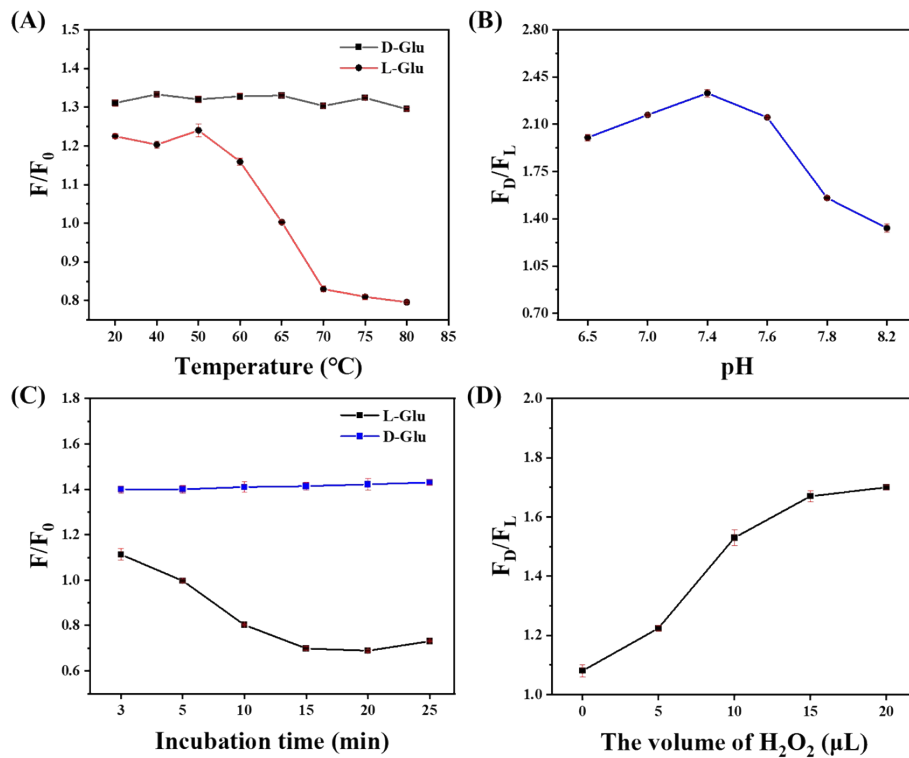 (A)
1.5
1.4
1.3
1.2
1.1
1.0
0.9
0.8
F/F0
D-Glu
L-Glu
20 40 50 60 65 70 75 80 85
Temperature (°C)
(B)
2.80
2.45
2.10
1.75
1.40
1.05
0.70
FD/FL
6.5 7.0 7.4 7.6 7.8 8.2
pH
(C)
1.8
1.6
1.4
1.2
1.0
0.8
0.6
F/F0
L-Glu
D-Glu
3 5 10 15 20 25
Incubation time (min)
(D)
2.0
1.8
1.6
1.4
1.2
1.0
FD/FL
0 5 10 15 20
The volume of H2O2 (μL)